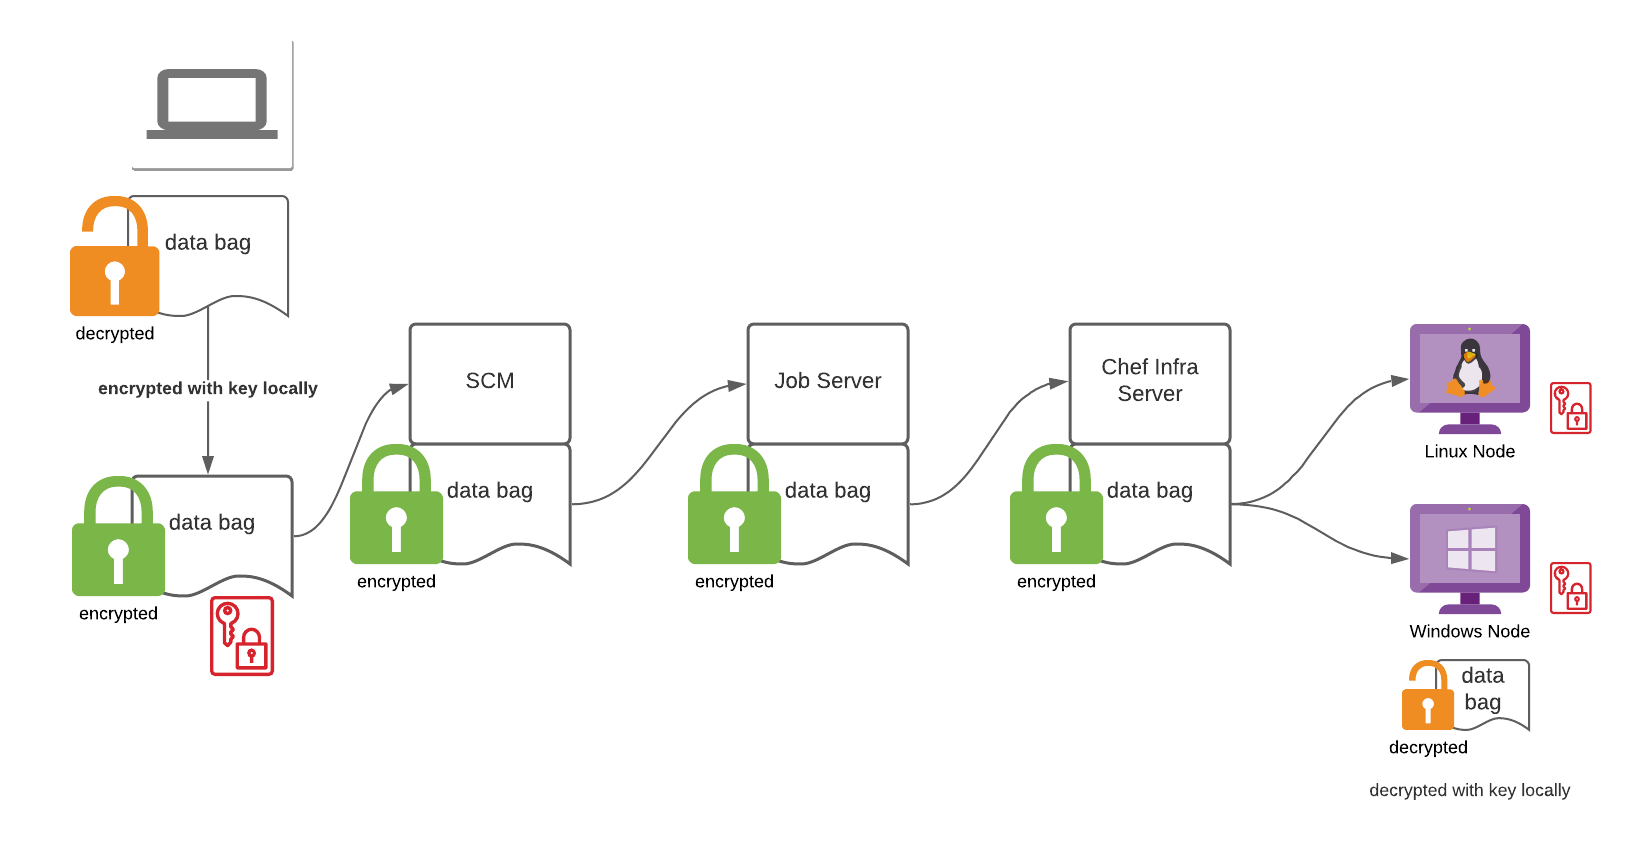 data bag
decrypted
encrypted with key locally
data bag
encrypted
SCM
data bag
encrypted
Job Server
data bag
encrypted
Chef Infra
Server
data bag
encrypted
Linux Node
Windows Node
data
bag
decrypted
decrypted with key locally